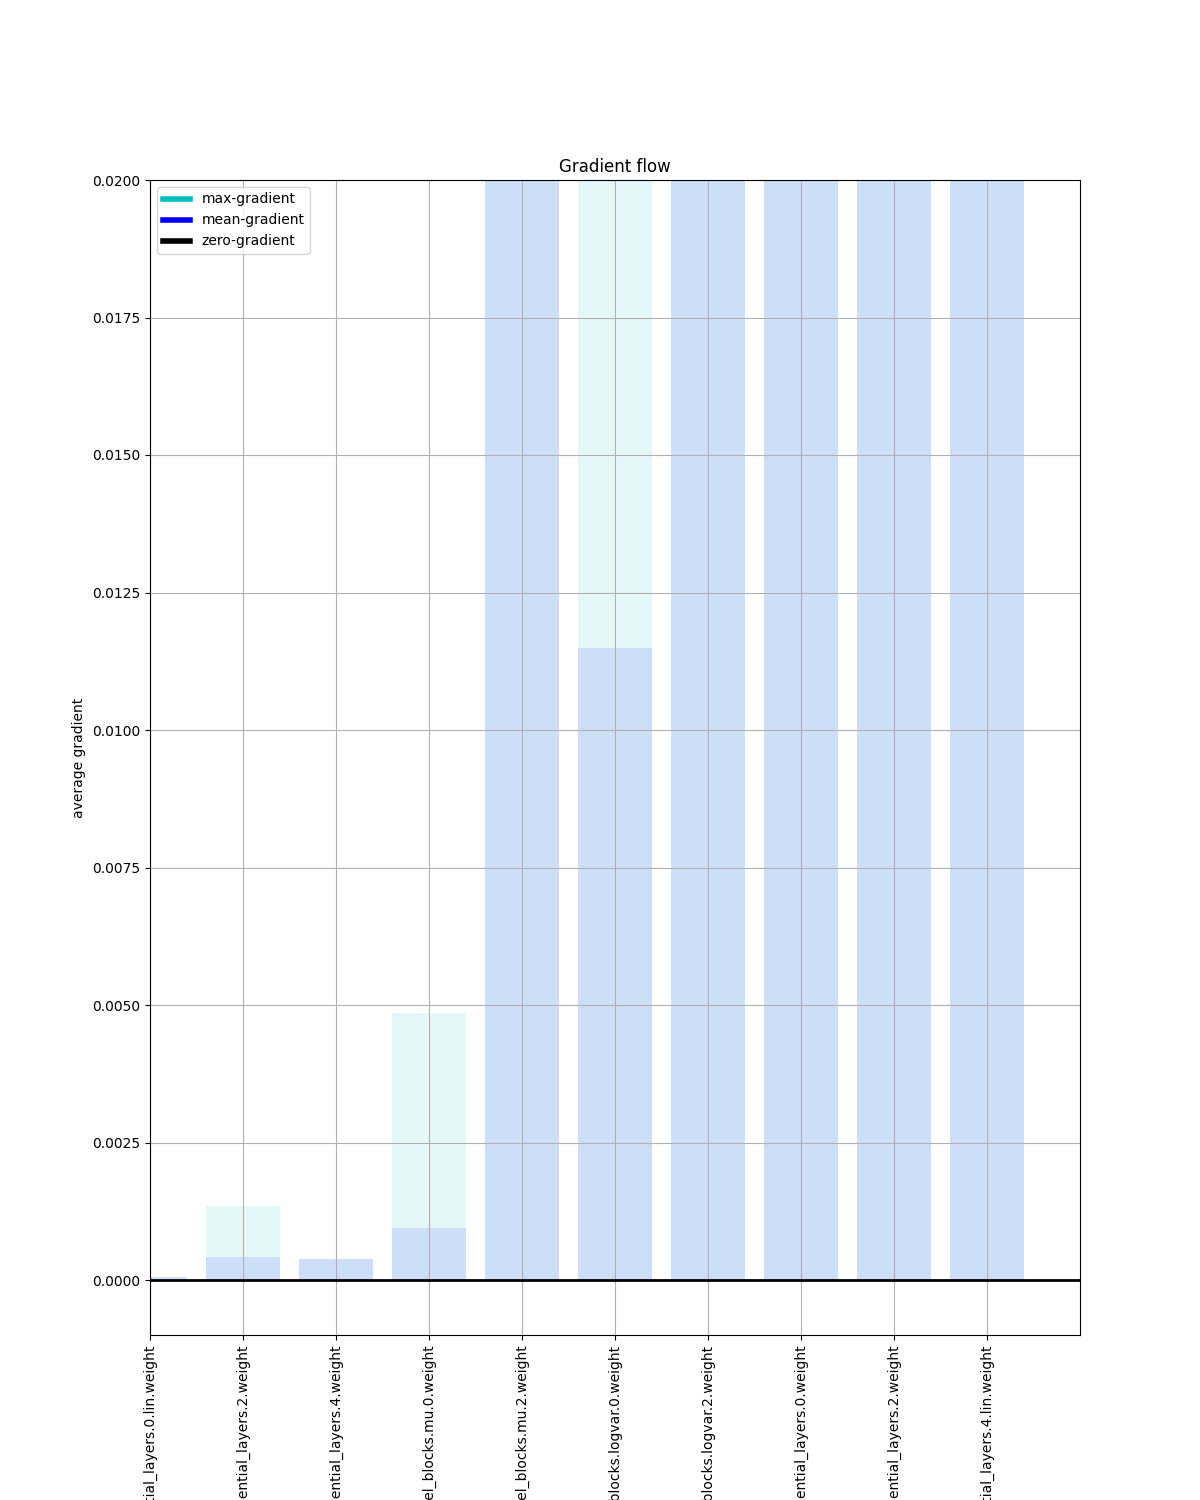 Gradient flow
max-gradient
mean-gradient
zero-gradient
0.0200
0.0175
0.0150
0.0125
0.0100
0.0075
0.0050
0.0025
0.0000
average gradient
tial_layers.0.lin.weight
ential_layers.2.weight
ential_layers.4.weight
el_blocks.mu.0.weight
el_blocks.mu.2.weight
blocks.logvar.0.weight
blocks.logvar.2.weight
ential_layers.0.weight
ential_layers.2.weight
tial_layers.4.lin.weight